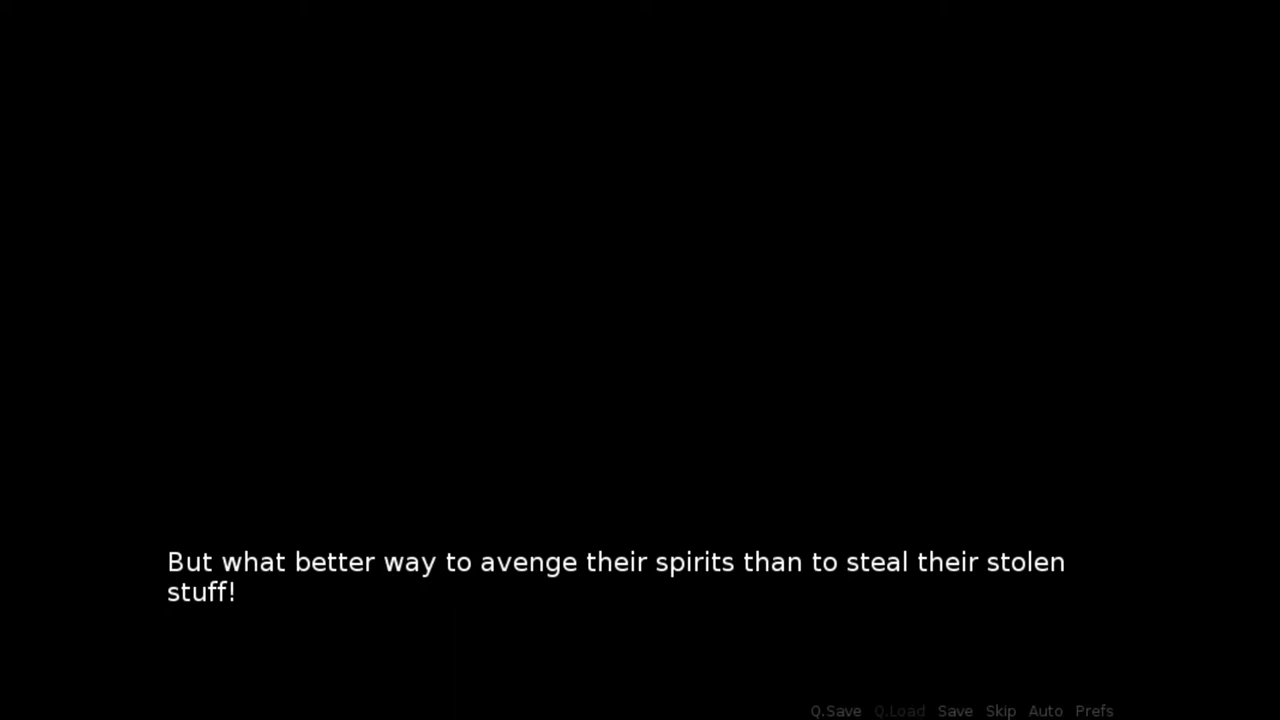 But what better way to avenge their spirits than to steal their stolen
stuff!
Q.Save Q.Load Save Skip Auto Prefs